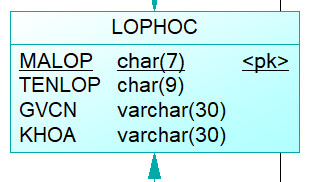 LOPHOC
MALOP char(7) <pk>
TENLOP char(9)
GVCN varchar(30)
KHOA varchar(30)